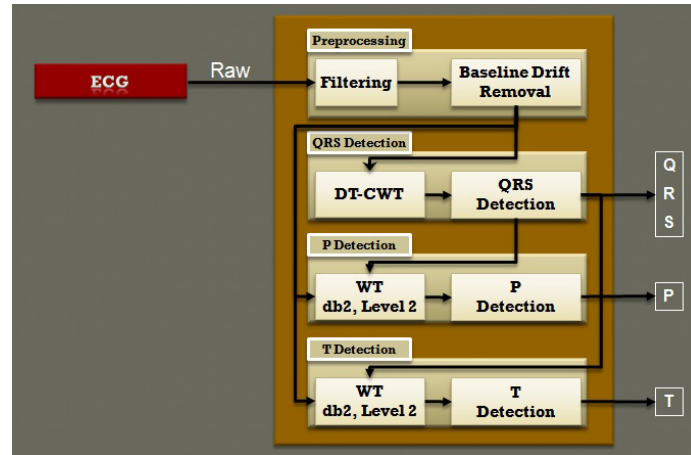 Preprocessing
ECG
Raw
Filtering
Baseline Drift
Removal
QRS Detection
DT-CWT
QRS
Detection
Q
R
S
P Detection
WT
db2, Level 2
P
Detection
P
T Detection
WT
db2, Level 2
T
Detection
T